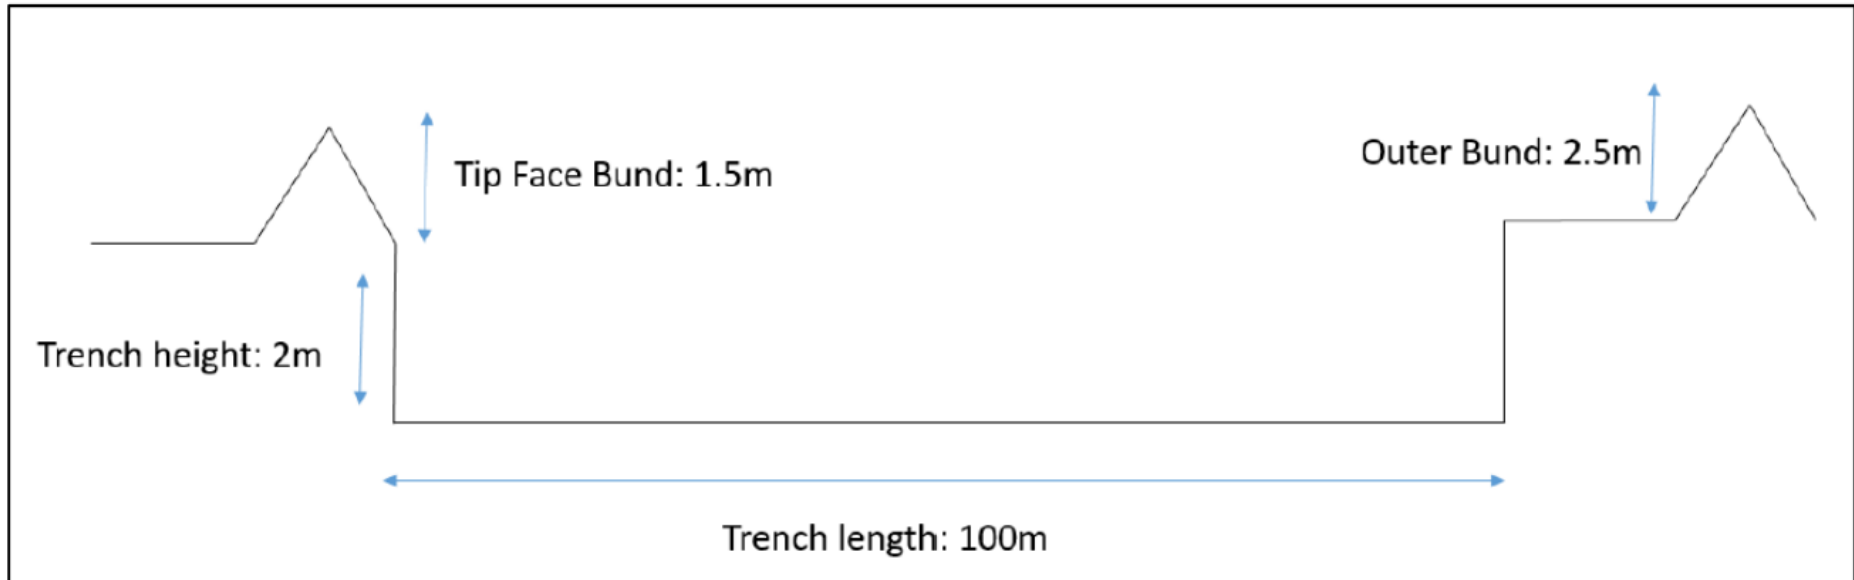 Outer Bund: 2.5m
Tip Face Bund: 1.5m
Trench height: 2m
Trench length: 100m